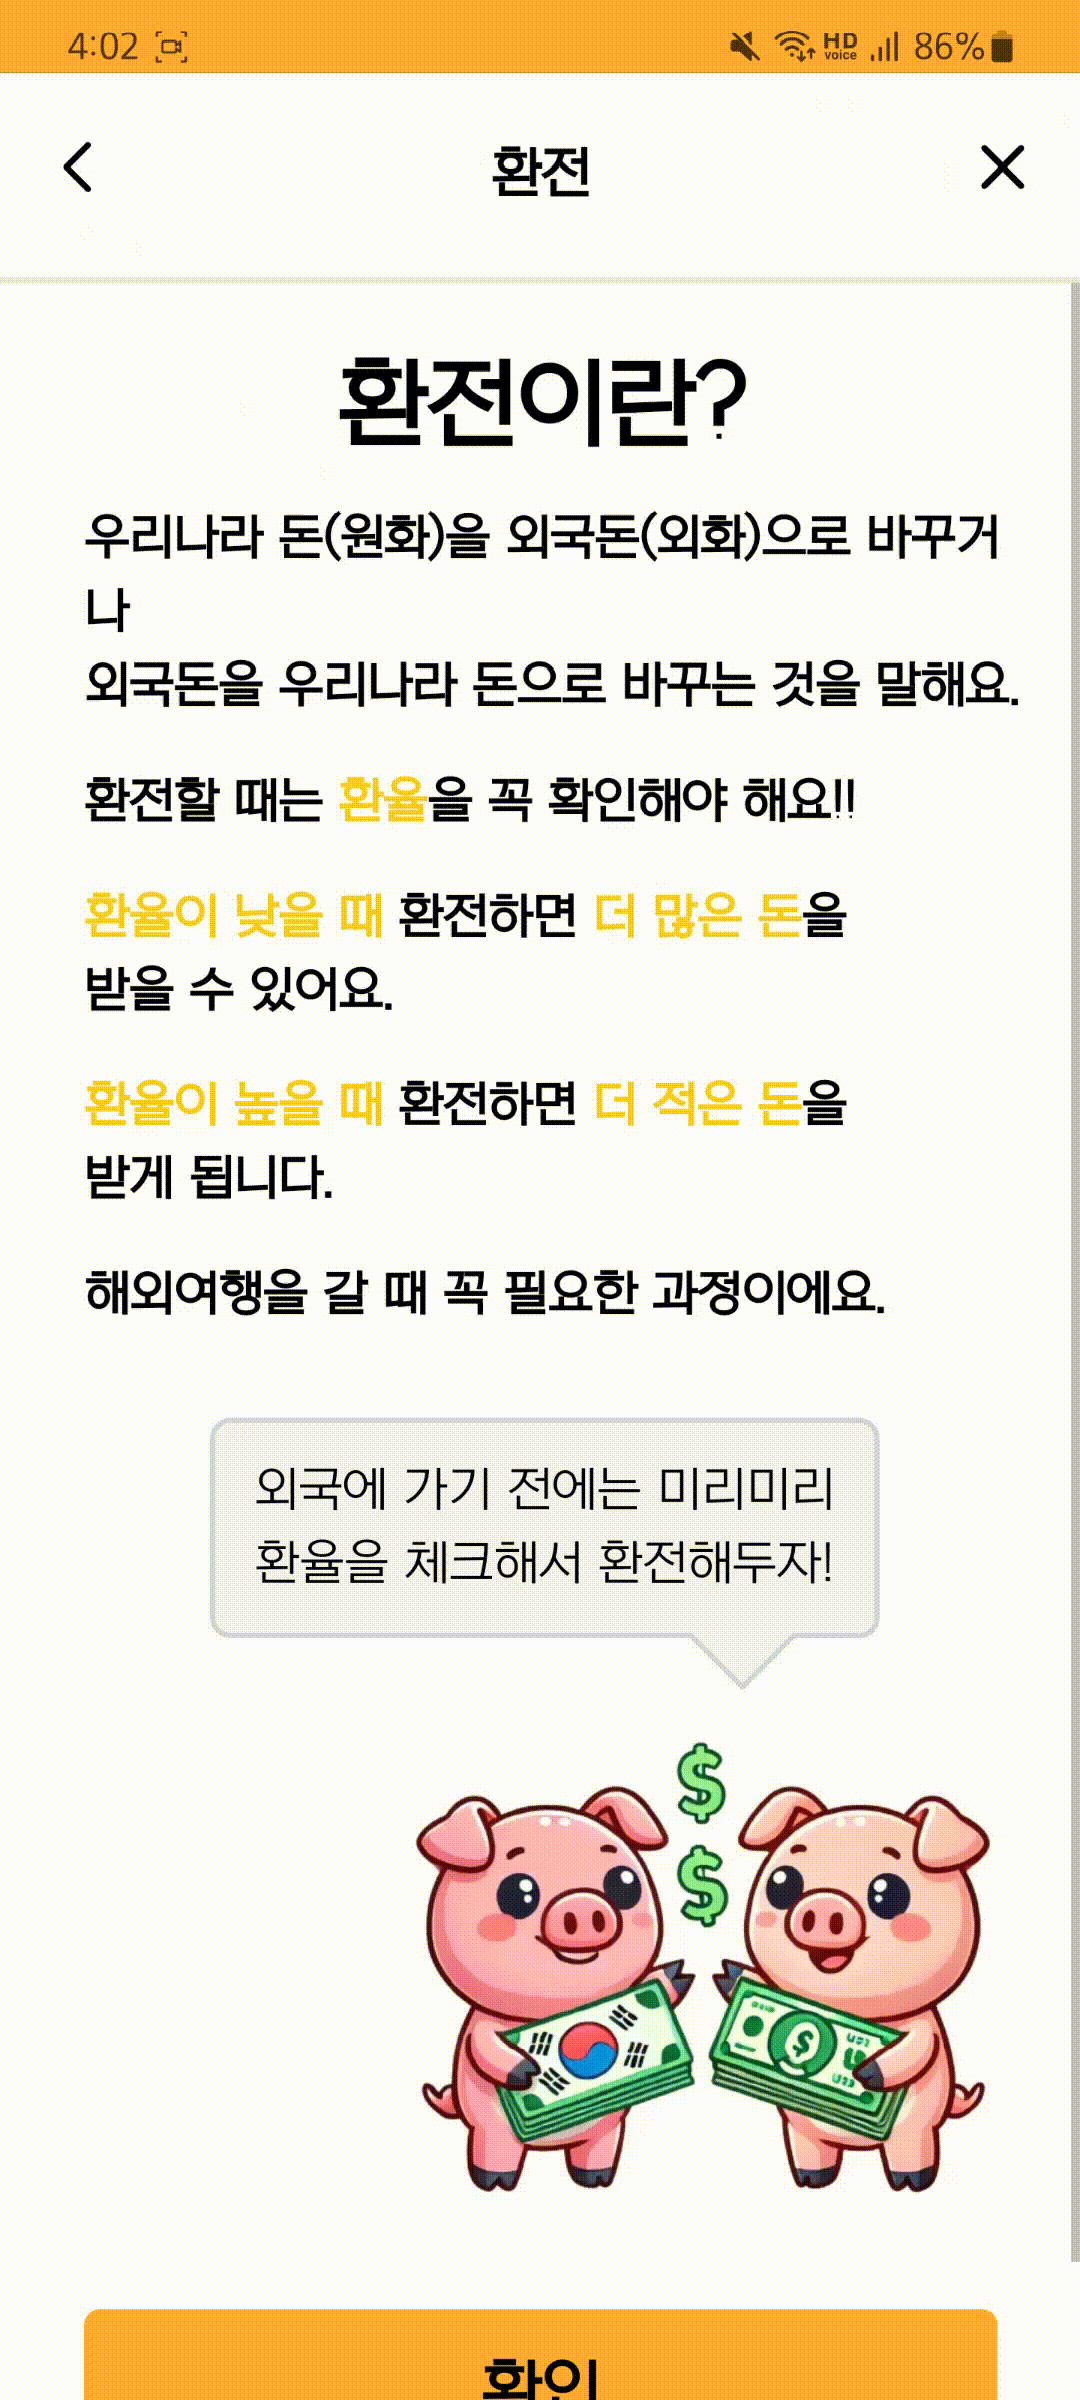 4:02 HD voice 86%
환전
환전이란?
우리나라 돈(원화)을 외국돈(외화)으로 바꾸거
나
외국돈을 우리나라 돈으로 바꾸는 것을 말해요.
환전할 때는 환율을 꼭 확인해야 해요!!
환율이 낮을 때 환전하면 더 많은 돈을
받을 수 있어요.
환율이 높을 때 환전하면 더 적은 돈을
받게 됩니다.
해외여행을 갈 때 꼭 필요한 과정이에요.
외국에 가기 전에는 미리미리
환율을 체크해서 환전해두자!
$
$
$
확인